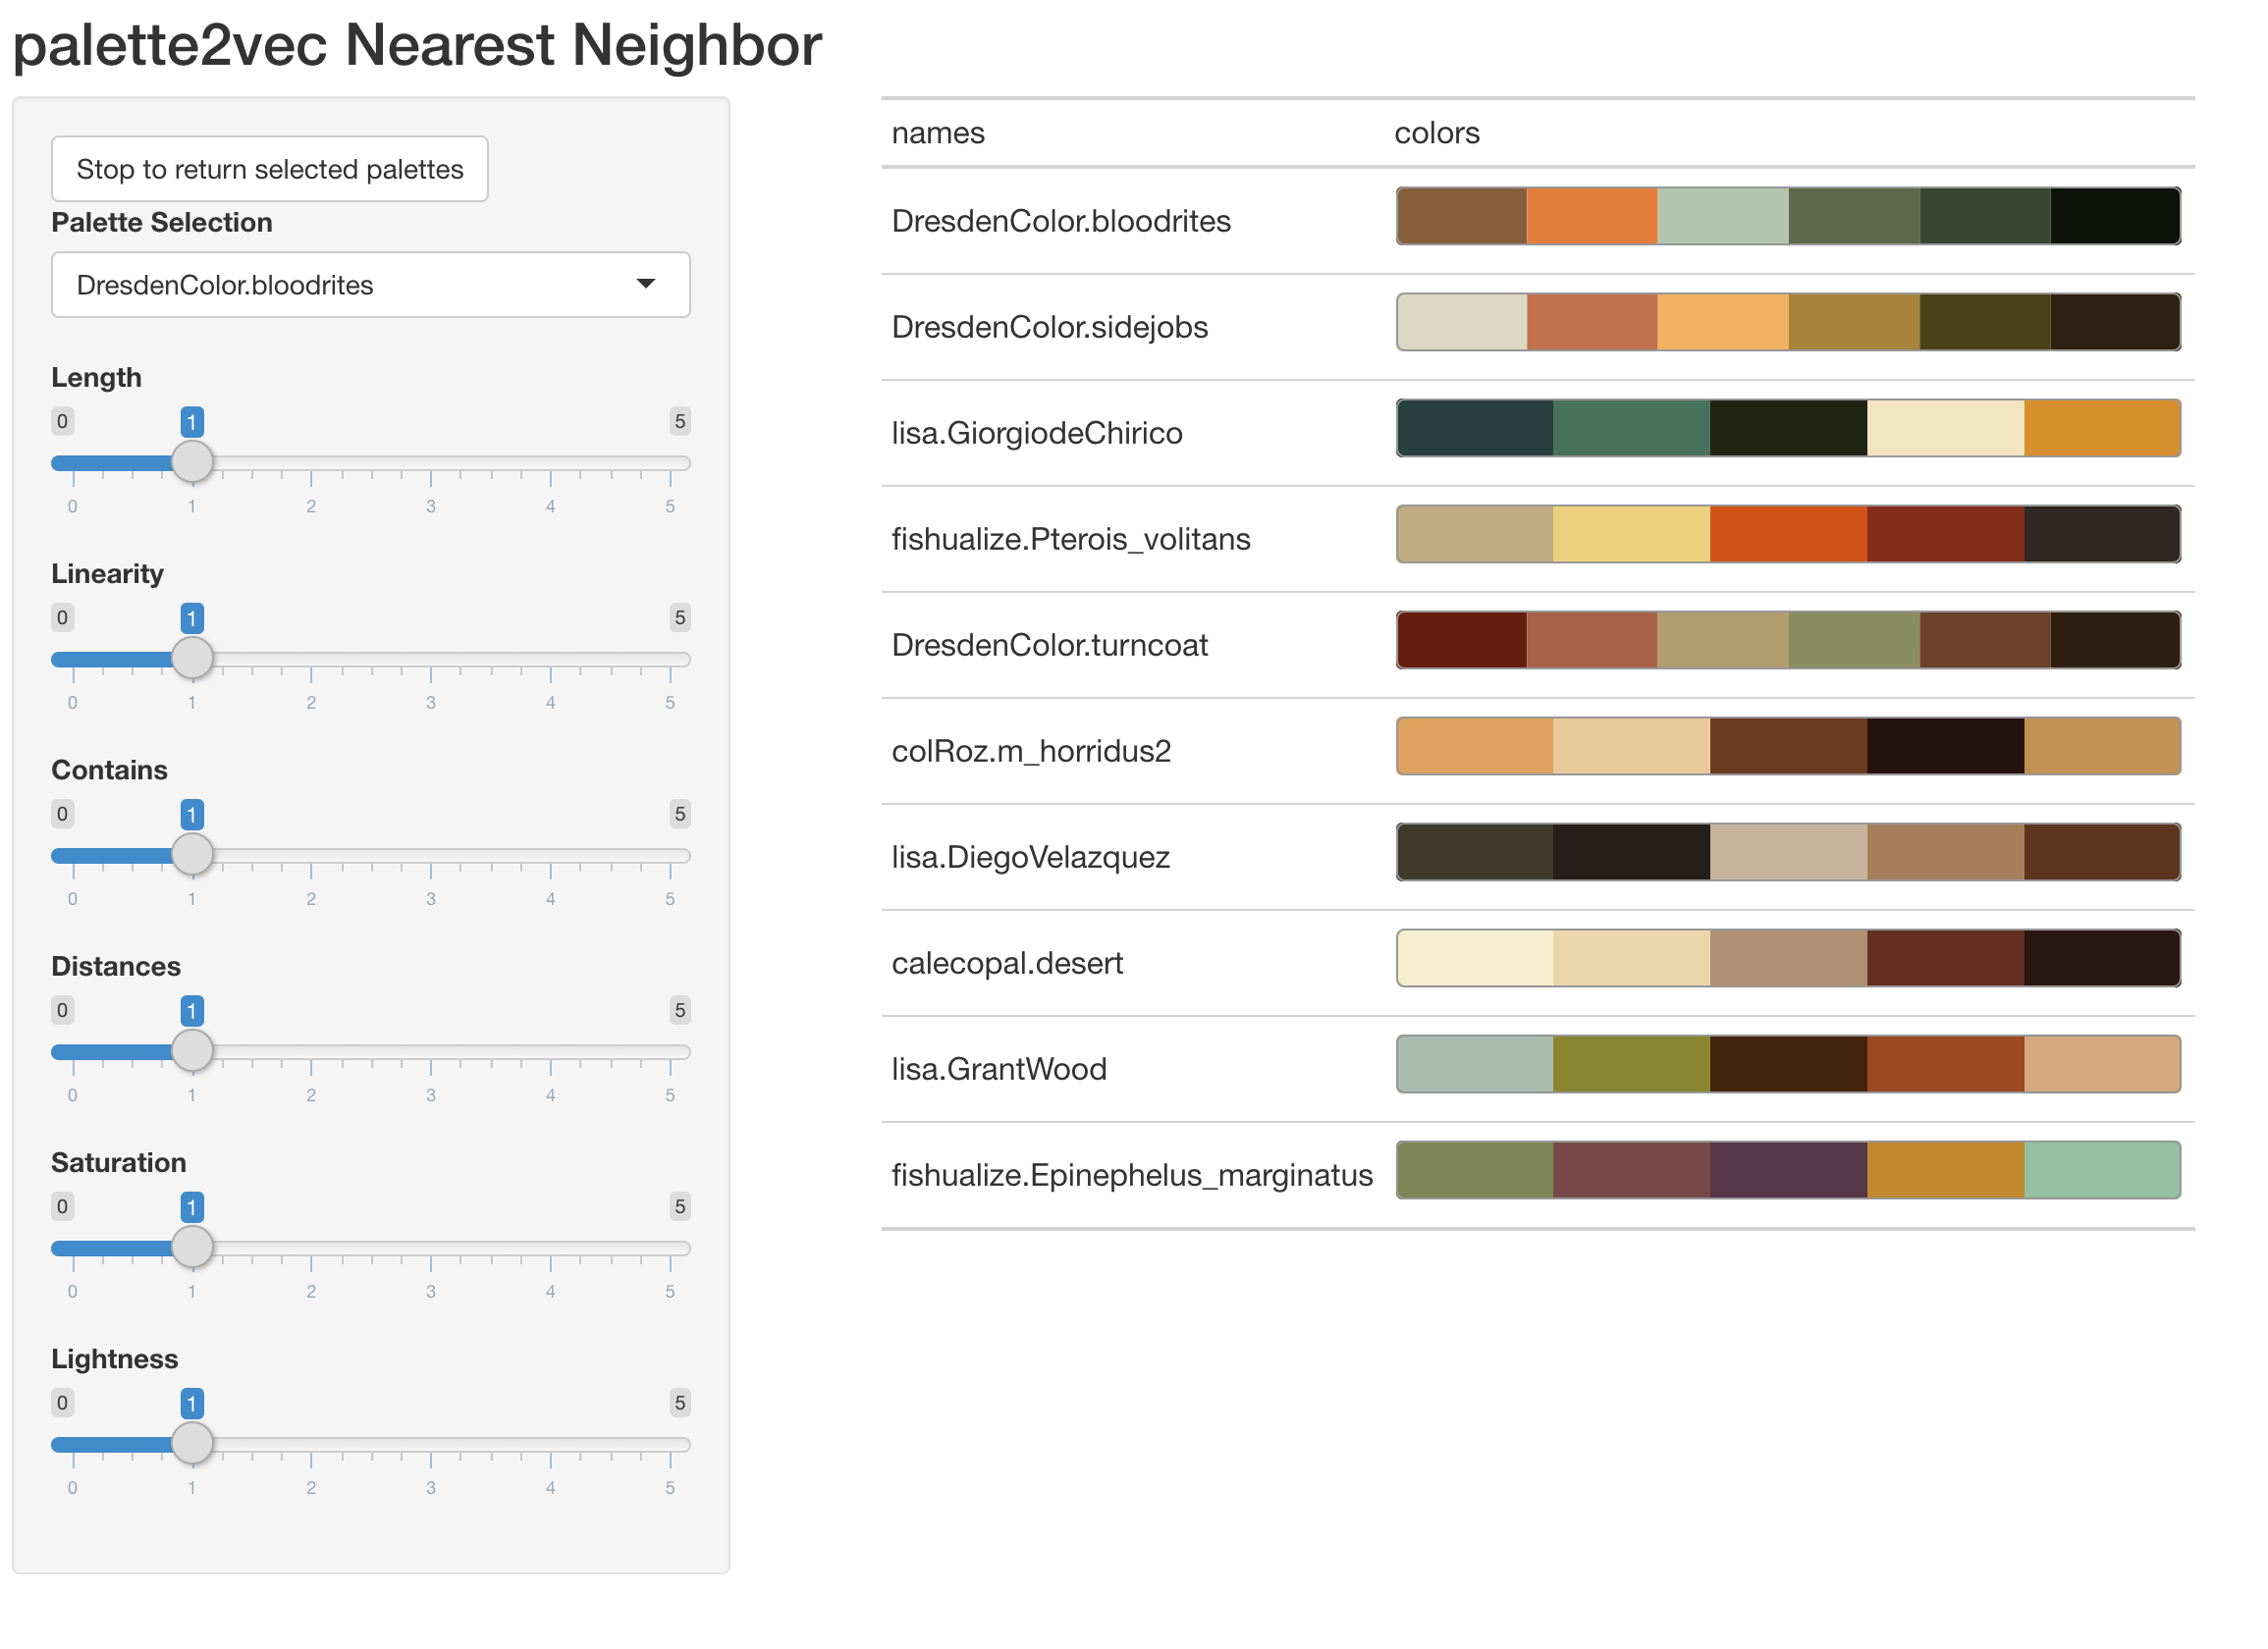 palette2vec Nearest Neighbor
Stop to return selected palettes
Palette Selection
DresdenColor.bloodrites
Length
0 1 5
0 1 2 3 4 5
Linearity
0 1 5
0 1 2 3 4 5
Contains
0 1 5
0 1 2 3 4 5
Distances
0 1 5
0 1 2 3 4 5
Saturation
0 1 5
0 1 2 3 4 5
Lightness
0 1 5
0 1 2 3 4 5
names colors
DresdenColor.bloodrites
DresdenColor.sidejobs
lisa.GiorgiodeChirico
fishualize.Pterois_volitans
DresdenColor.turncoat
colRoz.m_horridus2
lisa.DiegoVelazquez
calecopal.desert
lisa.GrantWood
fishualize.Epinephelus_marginatus